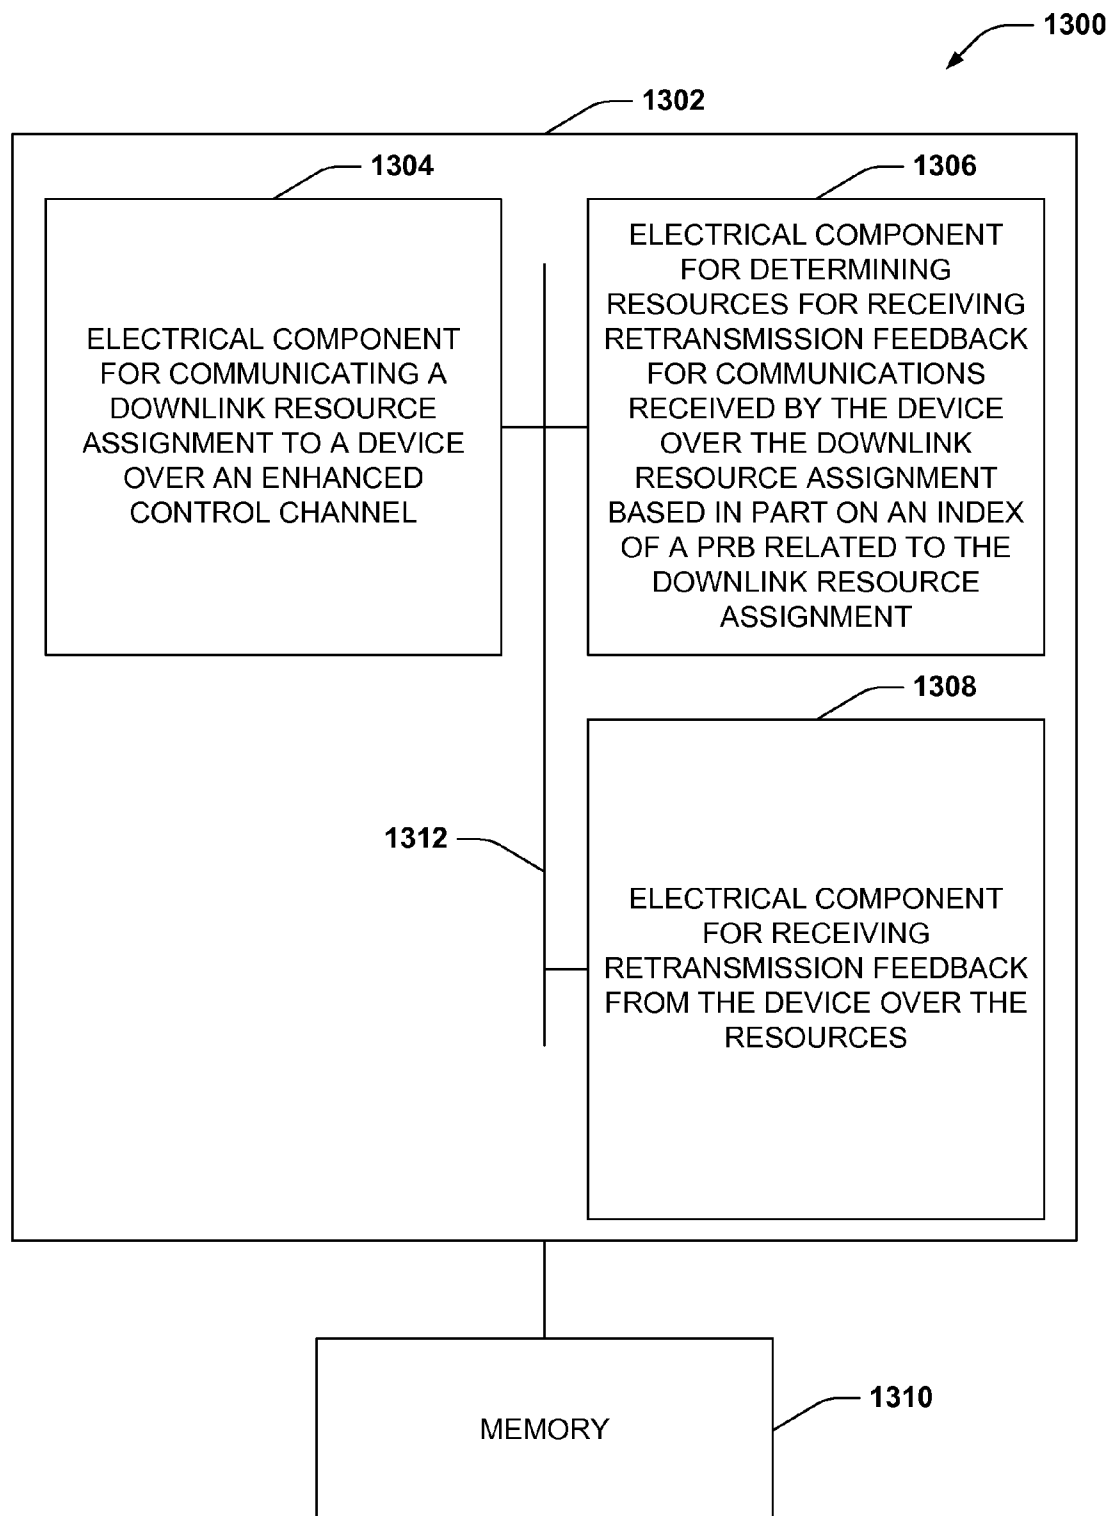 1300
1302
1304
ELECTRICAL COMPONENT
FOR COMMUNICATING A
DOWNLINK RESOURCE
ASSIGNMENT TO A DEVICE
OVER AN ENHANCED
CONTROL CHANNEL
1306
ELECTRICAL COMPONENT
FOR DETERMINING
RESOURCES FOR RECEIVING
RETRANSMISSION FEEDBACK
FOR COMMUNICATIONS
RECEIVED BY THE DEVICE
OVER THE DOWNLINK
RESOURCE ASSIGNMENT
BASED IN PART ON AN INDEX
OF A PRB RELATED TO THE
DOWNLINK RESOURCE
ASSIGNMENT
1308
ELECTRICAL COMPONENT
FOR RECEIVING
RETRANSMISSION FEEDBACK
FROM THE DEVICE OVER THE
RESOURCES
1312
1310
MEMORY